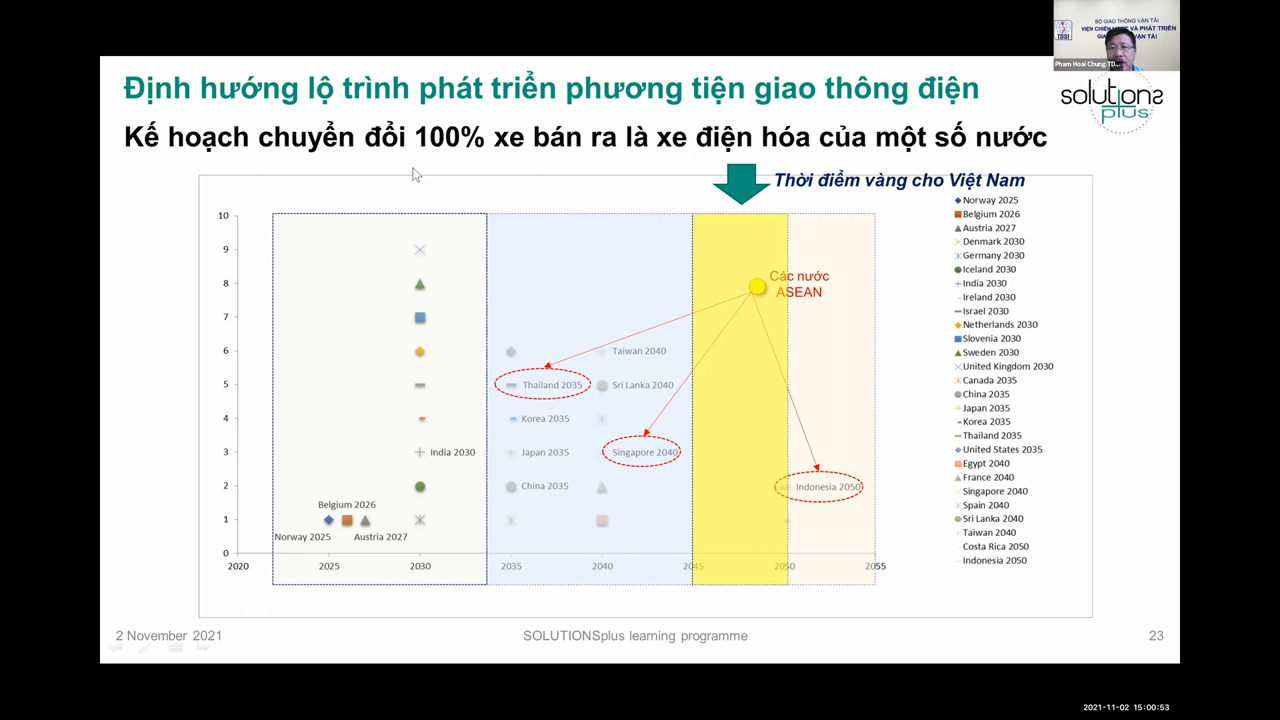 BỘ GIAO THÔNG VẬN TẢI
Pham Hoai Chung.TD...
Định hướng lộ trình phát triển phương tiện giao thông điện
solutions
plus
Kế hoạch chuyển đổi 100% xe bán ra là xe điện hóa của một số nước
Thời điểm vàng cho Việt Nam
10
9
8
7
6
5
4
3
2
1
0
Các nước
ASEAN
Taiwan 2040
Thailand 2035
Sri Lanka 2040
Korea 2035
India 2030
Japan 2035
Singapore 2040
China 2035
Indonesia 2050
Belgium 2026
Norway 2025
Austria 2027
2020
2025
2030
2035
2040
2045
2050
2055
Norway 2025
Belgium 2026
Austria 2027
Denmark 2030
Germany 2030
Iceland 2030
India 2030
Ireland 2030
Israel 2030
Netherlands 2030
Slovenia 2030
Sweden 2030
United Kingdom 2030
Canada 2035
China 2035
Japan 2035
Korea 2035
Thailand 2035
United States 2035
Egypt 2040
France 2040
Singapore 2040
Spain 2040
Sri Lanka 2040
Taiwan 2040
Costa Rica 2050
Indonesia 2050
2 November 2021
SOLUTIONSplus learning programme
23
2021-11-02 15:00:53